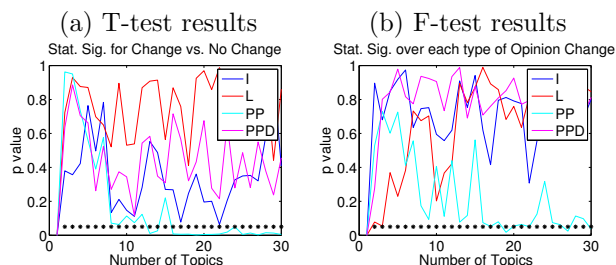 (a) T-test results
Stat. Sig. for Change vs. No Change
p value
1
0.8
0.6
0.4
0.2
0
0
10
20
30
Number of Topics
I
L
PP
PPD
(b) F-test results
Stat. Sig. over each type of Opinion Change
p value
1
0.8
0.6
0.4
0.2
0
0
10
20
30
Number of Topics
I
L
PP
PPD